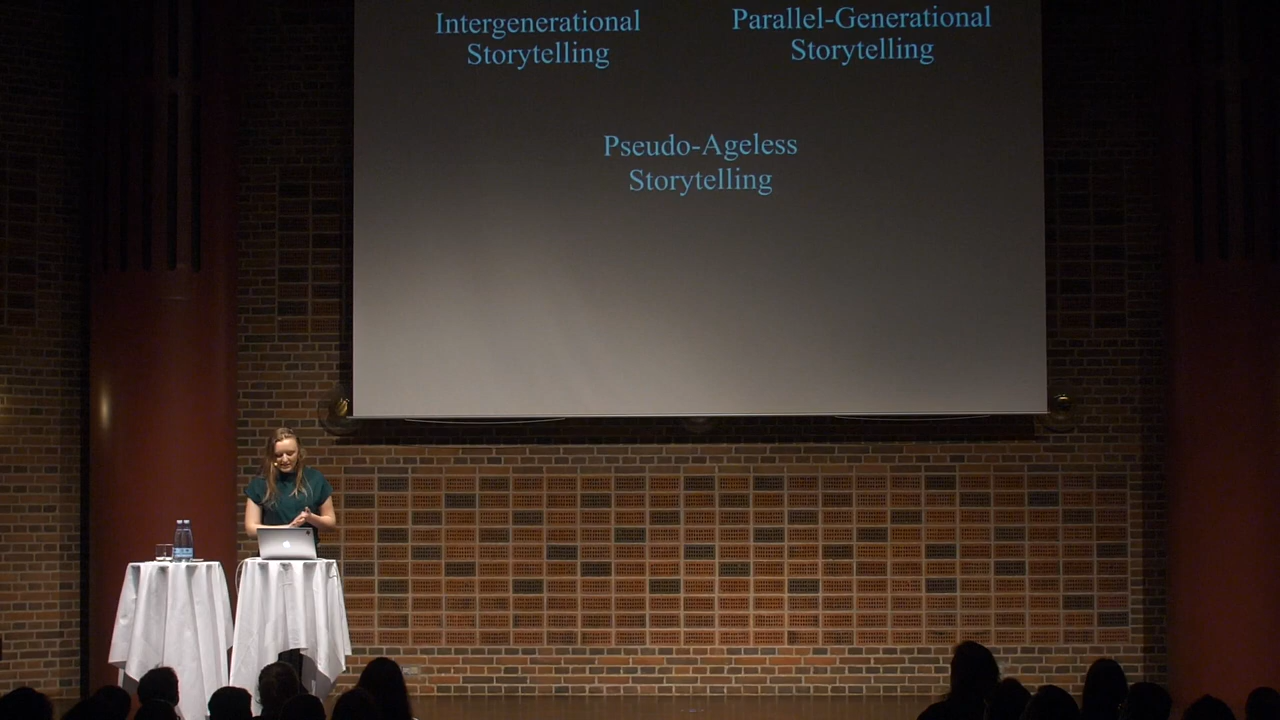 Intergenerational
Storytelling
Parallel-Generational
Storytelling
Pseudo-Ageless
Storytelling